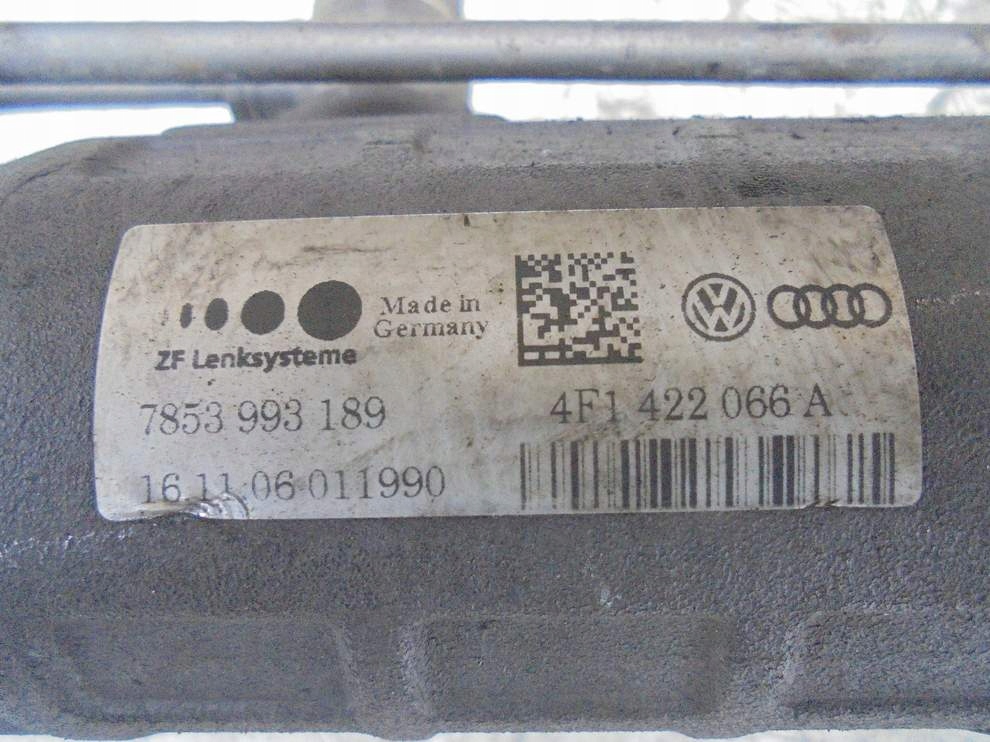 Made in
Germany
ZF Lenksysteme
7853 993 189
4F1 422 066 A
16.11.06 011990